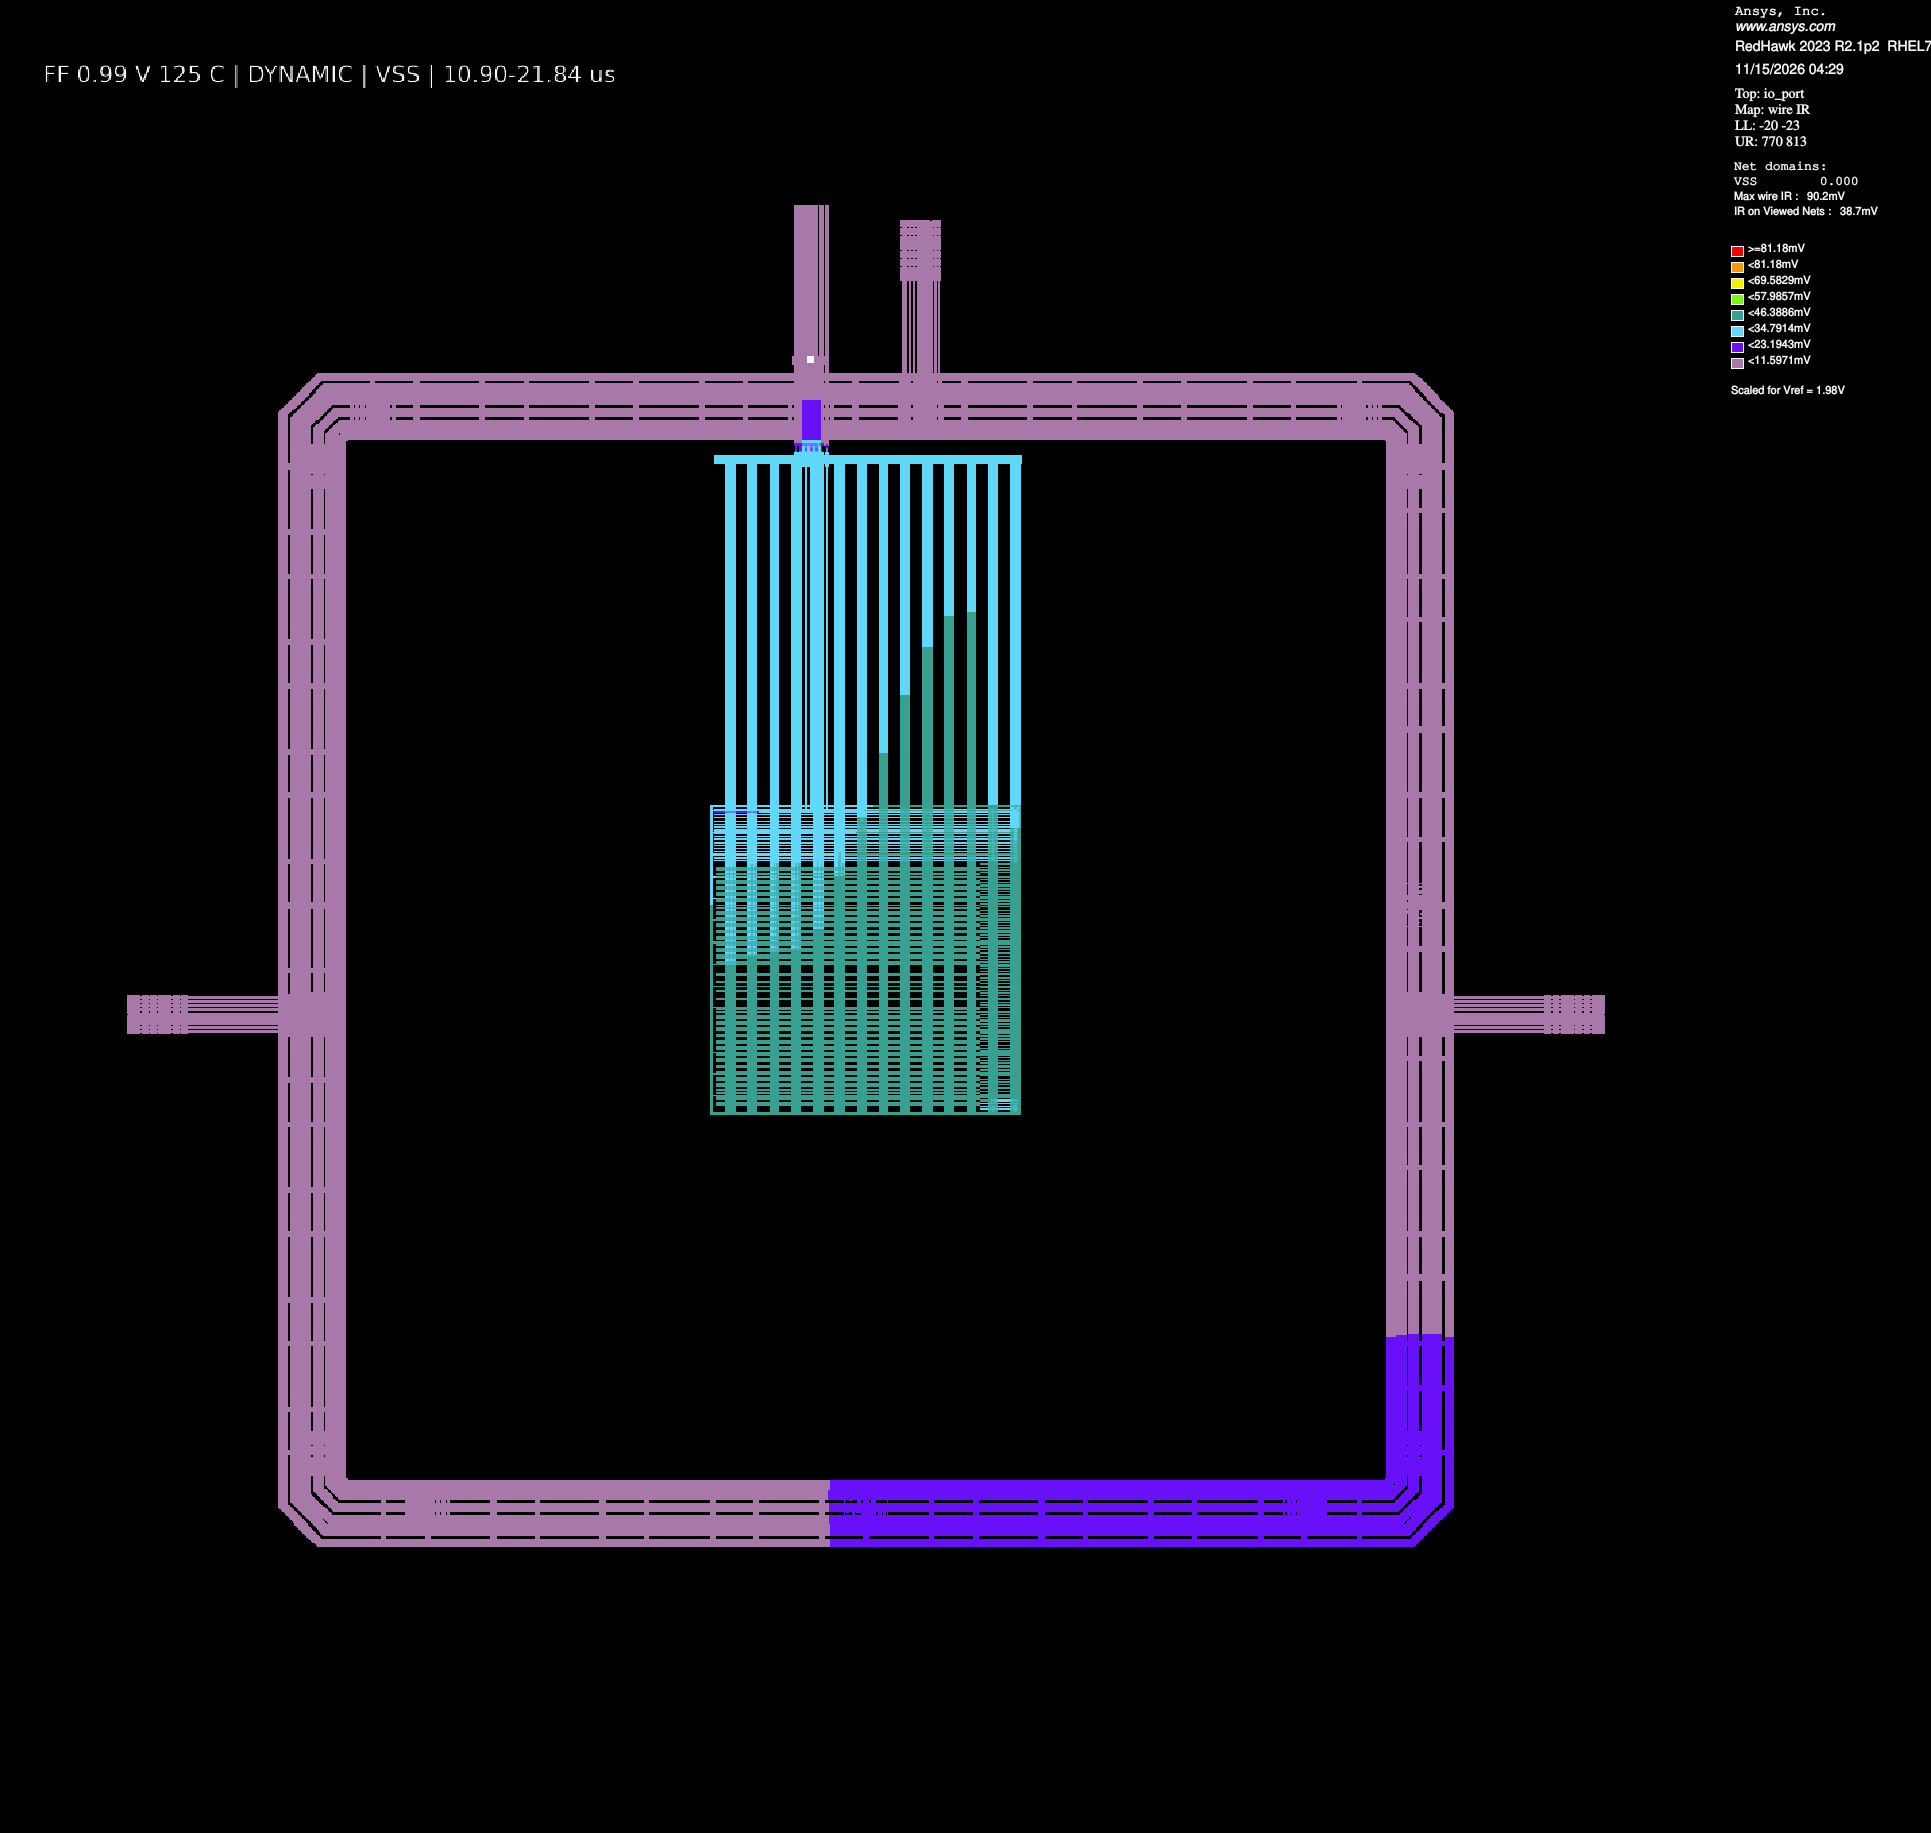 Ansys, Inc.
www.ansys.com
RedHawk 2023 R2.1p2 RHEL7
11/15/2026 04:29
FF 0.99 V 125 C | DYNAMIC | VSS | 10.90-21.84 us
Top: io_port
Map: wire IR
LL: -20 -23
UR: 770 813
Net domains:
VSS 0.000
Max wire IR : 90.2mV
IR on Viewed Nets : 38.7mV
>=81.18mV
<81.18mV
<69.5829mV
<57.9857mV
<46.3886mV
<34.7914mV
<23.1943mV
<11.5971mV
Scaled for Vref = 1.98V